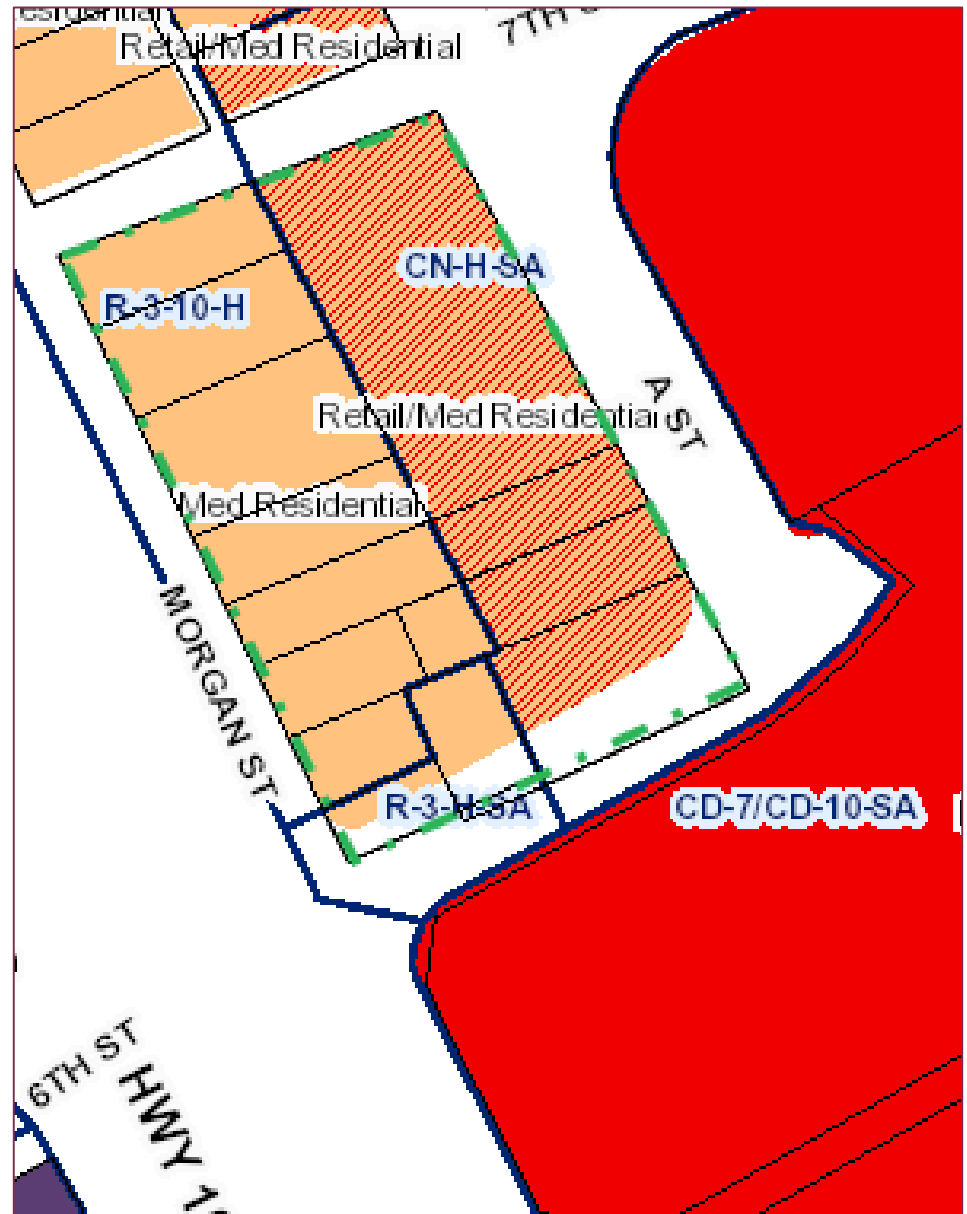 Retail/Med Residential
CN-H-SA
R-3-10-H
A ST
Retail/Med Residential
Med Residential
MORGAN ST
R-3-H-SA
CD-7/CD-10-SA
6TH ST
HWY